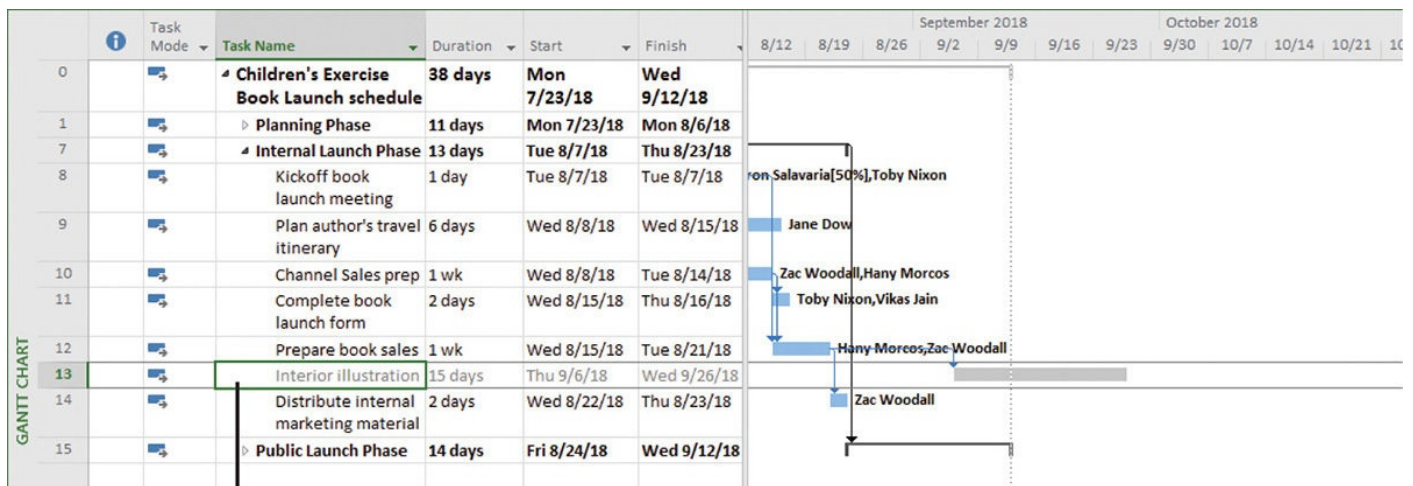 September 2018 October 2018
Task
Mode Task Name Duration Start Finish 8/12 8/19 8/26 9/2 9/9 9/16 9/23 9/30 10/7 10/14 10/21 10
0 Children's Exercise 38 days Mon Wed
Book Launch schedule 7/23/18 9/12/18
1 Planning Phase 11 days Mon 7/23/18 Mon 8/6/18
7 Internal Launch Phase 13 days Tue 8/7/18 Thu 8/23/18
8 Kickoff book 1 day Tue 8/7/18 Tue 8/7/18 ron Salavaria[50%],Toby Nixon
launch meeting
9 Plan author's travel 6 days Wed 8/8/18 Wed 8/15/18 Jane Dow
itinerary
10 Channel Sales prep 1 wk Wed 8/8/18 Tue 8/14/18 Zac Woodall,Hany Morcos
11 Complete book 2 days Wed 8/15/18 Thu 8/16/18 Toby Nixon,Vikas Jain
launch form
12 Prepare book sales 1 wk Wed 8/15/18 Tue 8/21/18 Hany Morcos,Zac Woodall
13 Interior illustration 15 days Thu 9/6/18 Wed 9/26/18
14 Distribute internal 2 days Wed 8/22/18 Thu 8/23/18 Zac Woodall
marketing material
15 Public Launch Phase 14 days Fri 8/24/18 Wed 9/12/18
GANTT CHART